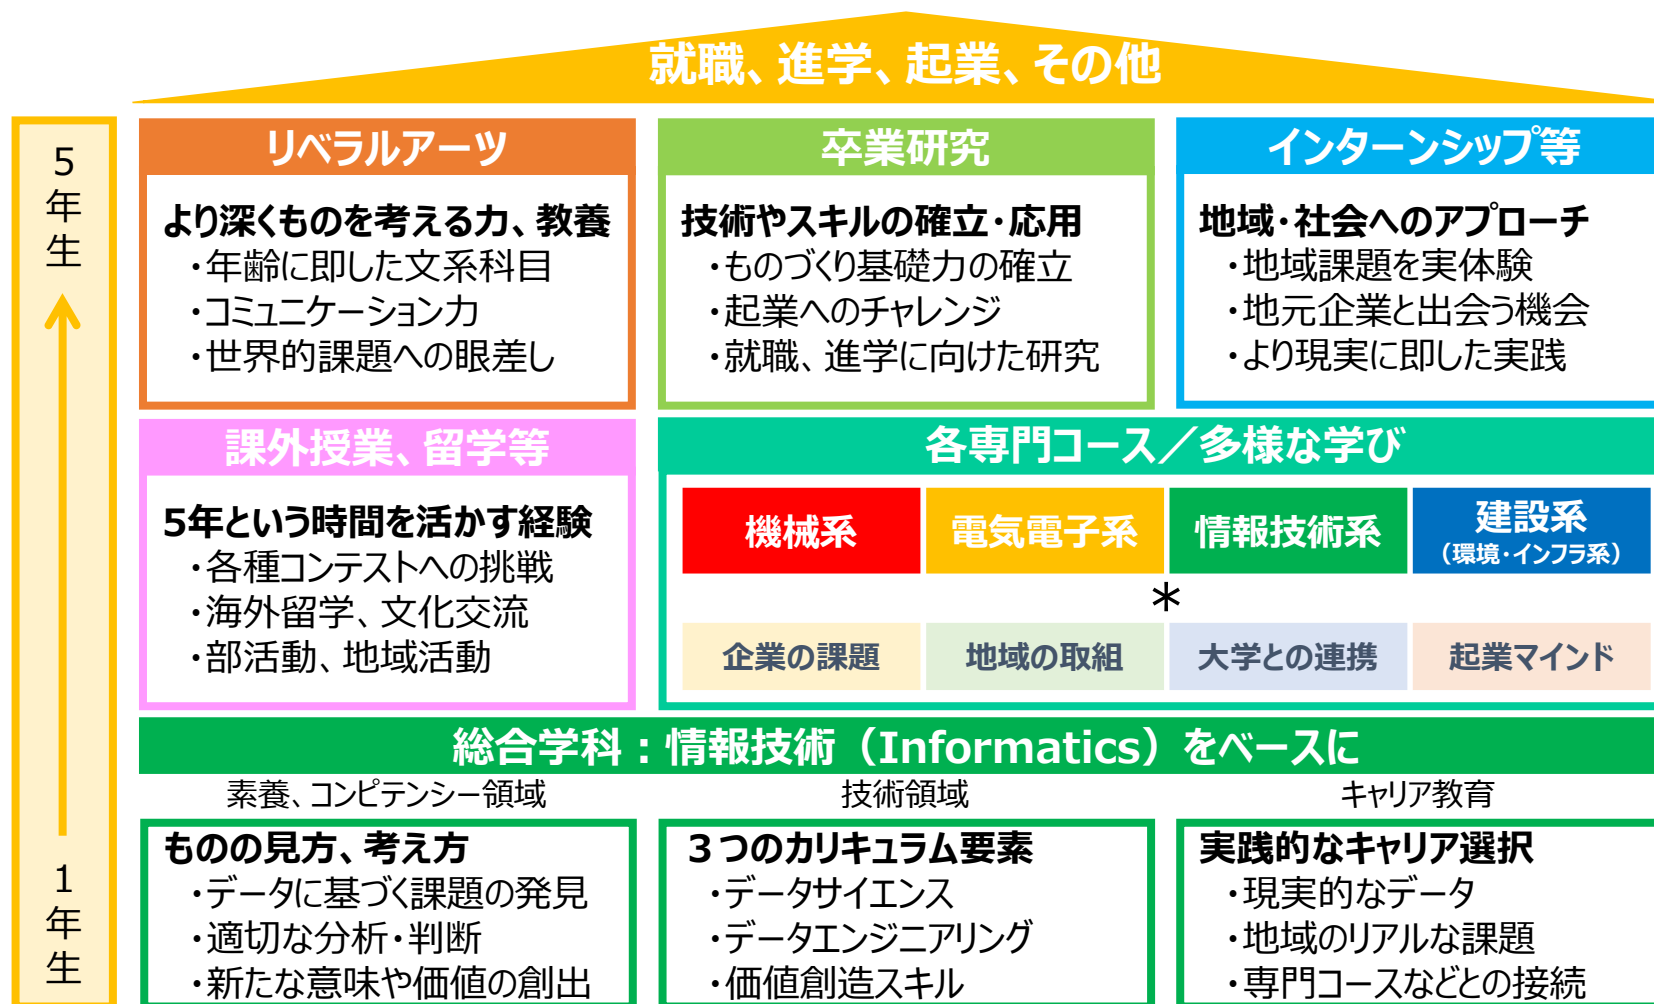 就職、進学、起業、その他
5年生
1年生
リベラルアーツ
より深くものを考える力、教養
・年齢に即した文系科目
・コミュニケーション力
・世界的課題への眼差し
卒業研究
技術やスキルの確立・応用
・ものづくり基礎力の確立
・起業へのチャレンジ
・就職、進学に向けた研究
インターンシップ等
地域・社会へのアプローチ
・地域課題を実体験
・地元企業と出会う機会
・より現実に即した実践
課外授業、留学等
5年という時間を活かす経験
・各種コンテストへの挑戦
・海外留学、文化交流
・部活動、地域活動
各専門コース／多様な学び
機械系
電気電子系
情報技術系
建設系
（環境・インフラ系）
＊
企業の課題
地域の取組
大学との連携
起業マインド
総合学科：情報技術（Informatics）をベースに
素養、コンピテンシー領域
ものの見方、考え方
・データに基づく課題の発見
・適切な分析・判断
・新たな意味や価値の創出
技術領域
３つのカリキュラム要素
・データサイエンス
・データエンジニアリング
・価値創造スキル
キャリア教育
実践的なキャリア選択
・現実的なデータ
・地域のリアルな課題
・専門コースなどとの接続